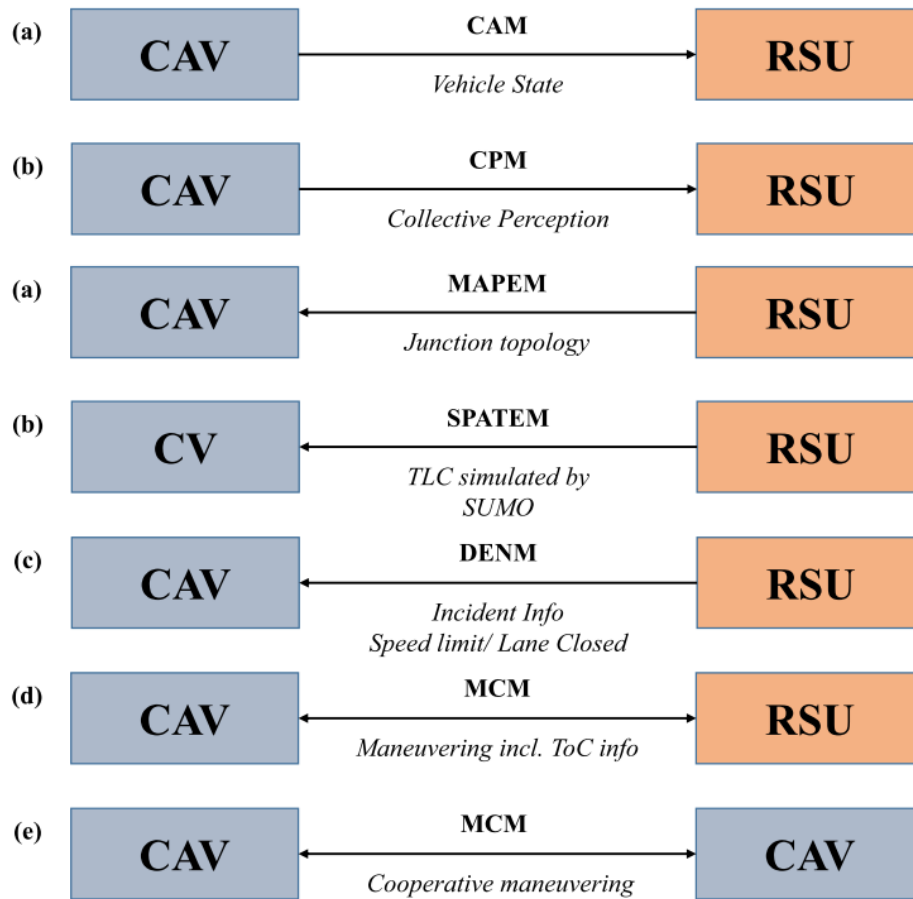 (a) CAV CAM RSU
Vehicle State
(b) CAV CPM RSU
Collective Perception
(a) CAV MAPEM RSU
Junction topology
(b) CV SPATEM RSU
TLC simulated by
SUMO
(c) CAV DENM RSU
Incident Info
Speed limit/ Lane Closed
(d) CAV MCM RSU
Maneuvering incl. ToC info
(e) CAV MCM CAV
Cooperative maneuvering